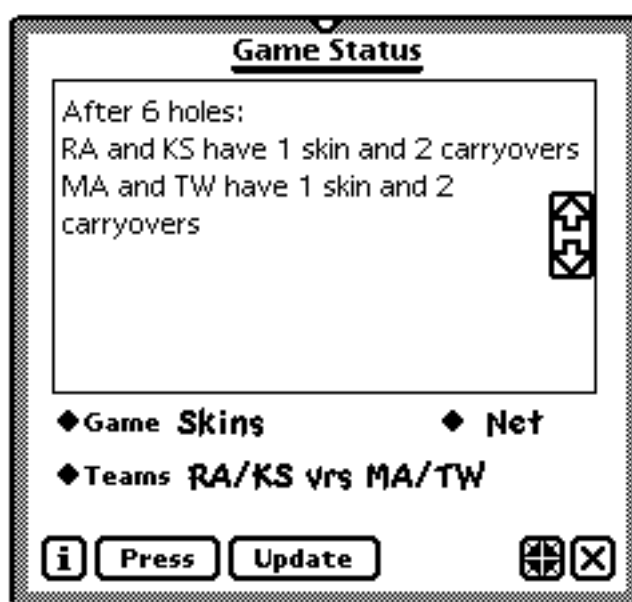 Game Status
After 6 holes:
RA and KS have 1 skin and 2 carryovers
MA and TW have 1 skin and 2
carryovers
Game Skins Net
Teams RA/KS vrs MA/TW
i Press Update